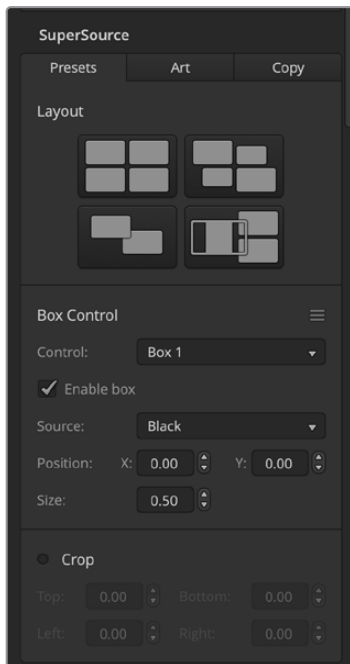 SuperSource
Presets Art Copy
Layout
Box Control
Control: Box 1
Enable box
Source: Black
Position: X: 0.00 Y: 0.00
Size: 0.50
Crop
Top: 0.00 Bottom: 0.00
Left: 0.00 Right: 0.00